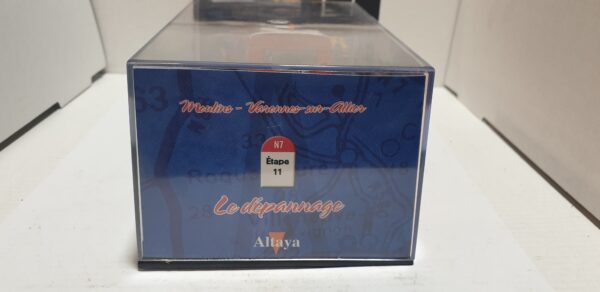 Moulins - Varennes-sur-Allier
N7
Étape
11
Le dépannage
Altaya